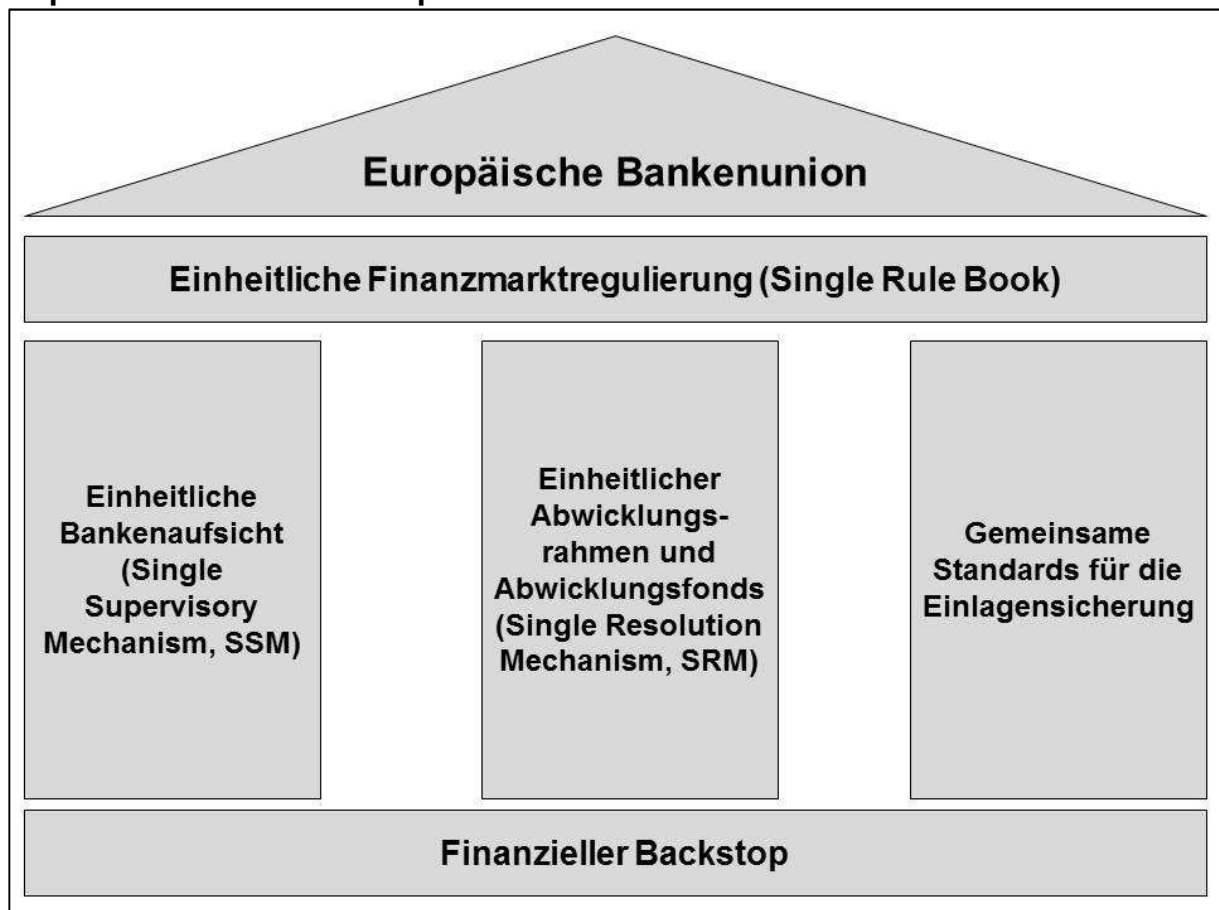 Europäische Bankenunion
Einheitliche Finanzmarktregulierung (Single Rule Book)
Einheitliche
Bankenaufsicht
(Single
Supervisory
Mechanism, SSM)
Einheitlicher
Abwicklungs-
rahmen und
Abwicklungsfonds
(Single Resolution
Mechanism, SRM)
Gemeinsame
Standards für die
Einlagensicherung
Finanzieller Backstop